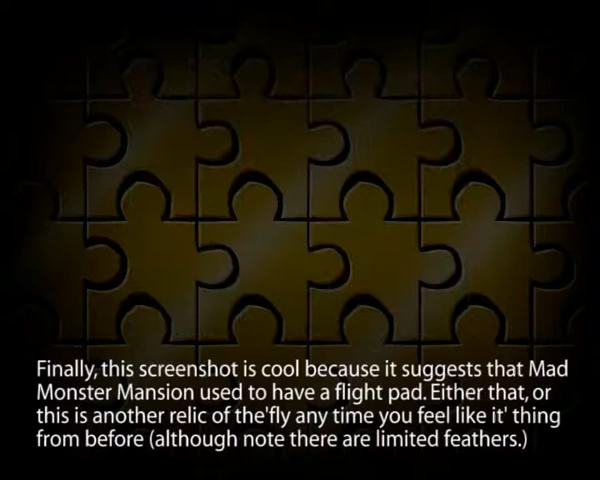 Finally, this screenshot is cool because it suggests that Mad
Monster Mansion used to have a flight pad. Either that, or
this is another relic of the'fly any time you feel like it' thing
from before (although note there are limited feathers.)